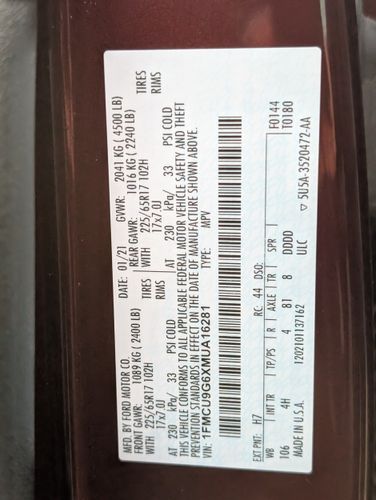 MFD. BY FORD MOTOR CO.
DATE: 01/21 GVWR: 2041 KG ( 4500 LB)
FRONT GAWR: 1089 KG ( 2400 LB) REAR GAWR: 1016 KG ( 2240 LB)
WITH 225/65R17 102H TIRES WITH 225/65R17 102H TIRES
17x7.0J RIMS 17x7.0J RIMS
AT 230 kPa/ 33 PSI COLD AT 230 kPa/ 33 PSI COLD
THIS VEHICLE CONFORMS TO ALL APPLICABLE FEDERAL MOTOR VEHICLE SAFETY AND THEFT
PREVENTION STANDARDS IN EFFECT ON THE DATE OF MANUFACTURE SHOWN ABOVE.
VIN: 1FMCU9G6XMUA16281
TYPE: MPV
F0144
T0180
EXT PNT: H7 RC: 44 DSO:
WB INT TR TP/PS R AXLE TR SPR
106 4H 4 81 8 DDDD
1202101137162 ULC
12020.USA. ▽ 5U5A-3520472-AA